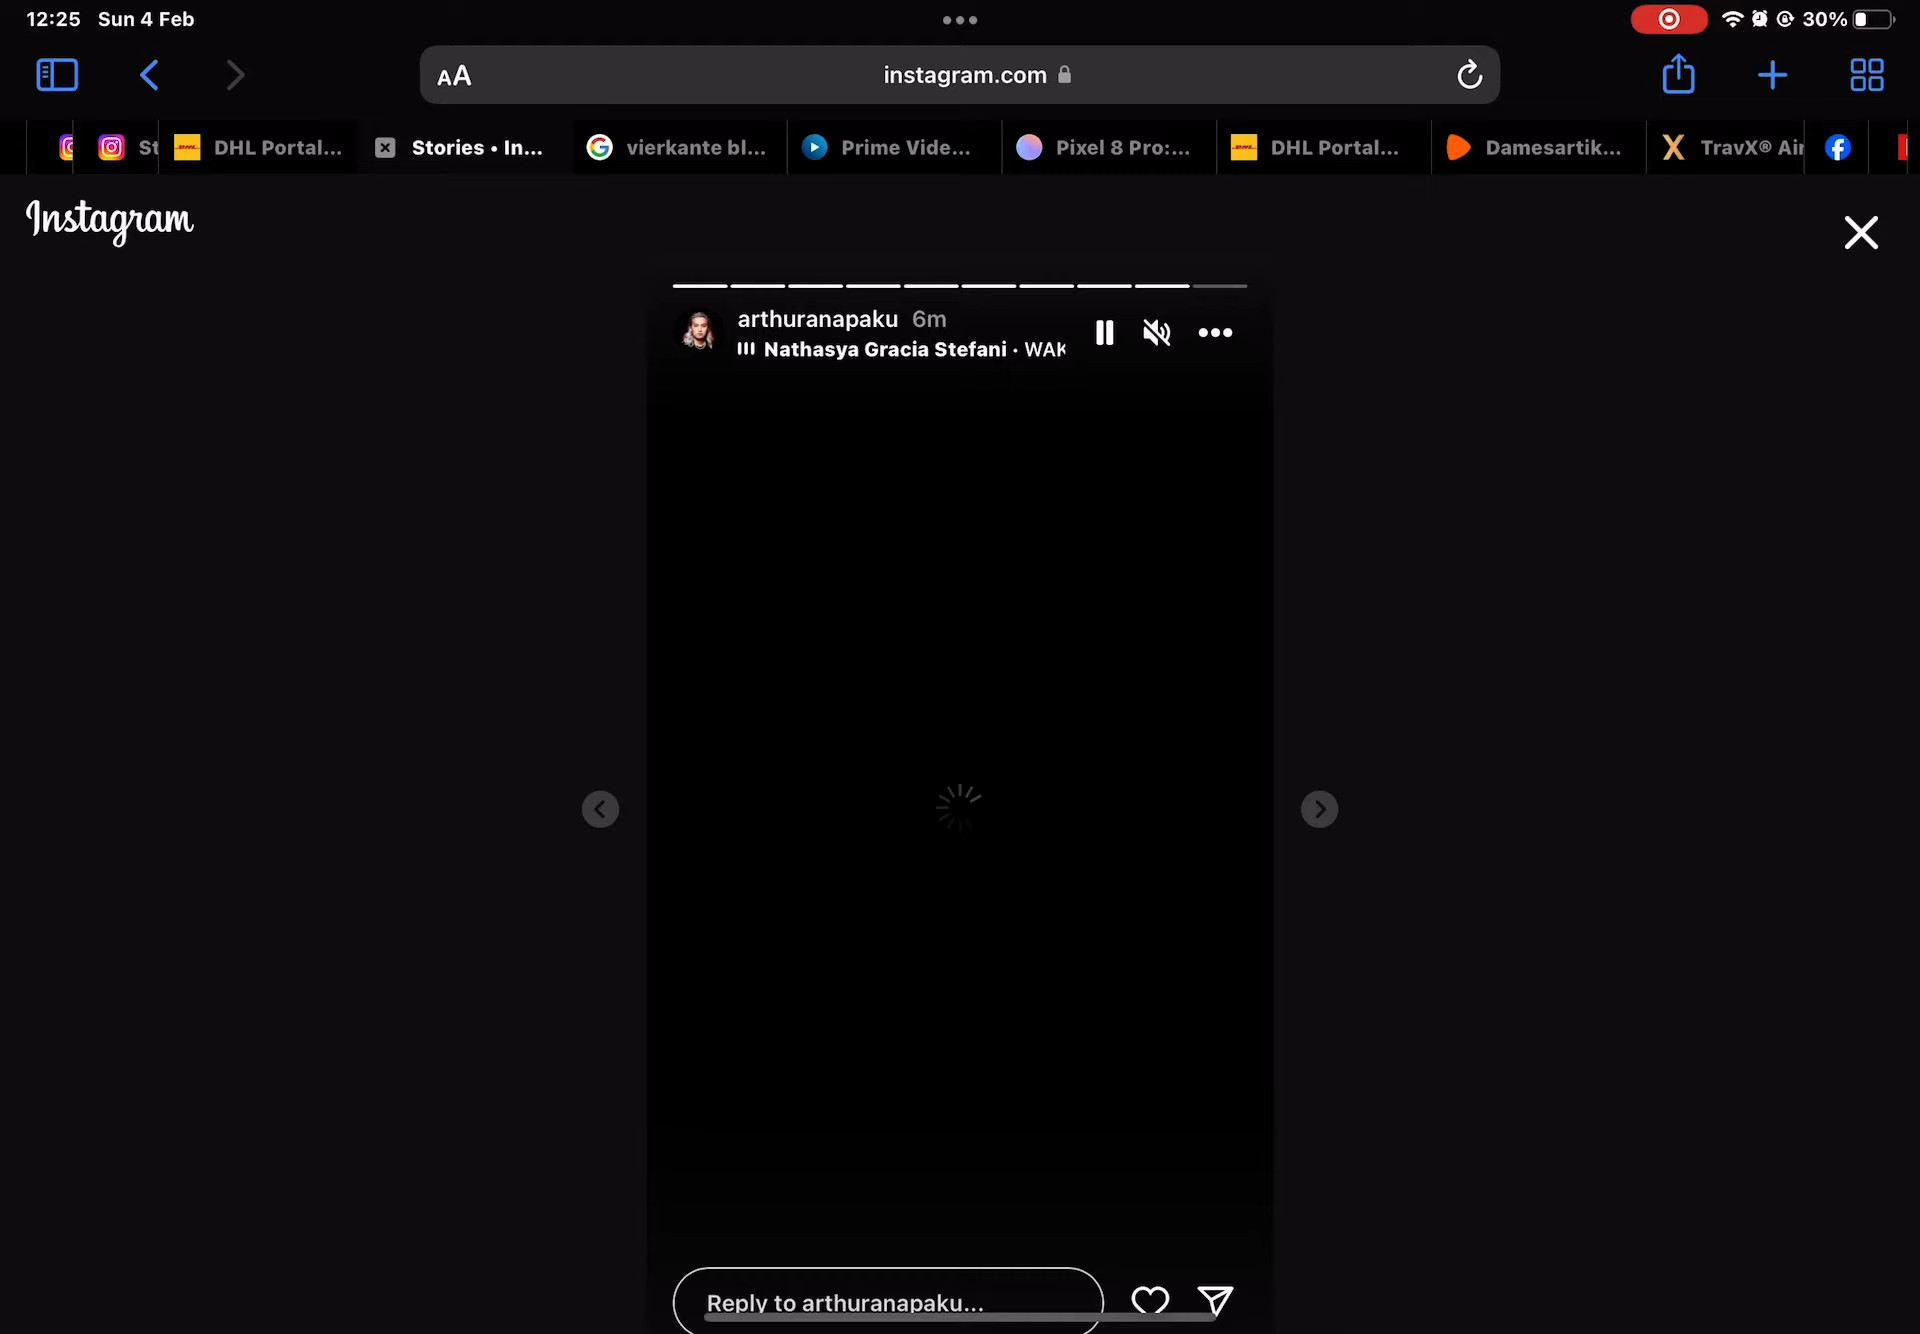 12:25 Sun 4 Feb
30%
AA
instagram.com
St
DHL Portal...
Stories • In...
vierkante bl...
Prime Vide...
Pixel 8 Pro:...
DHL Portal...
Damesartik...
TravX® Air
Instagram
arthuranapaku 6m
Nathasya Gracia Stefani · WAK
Reply to arthuranapaku...